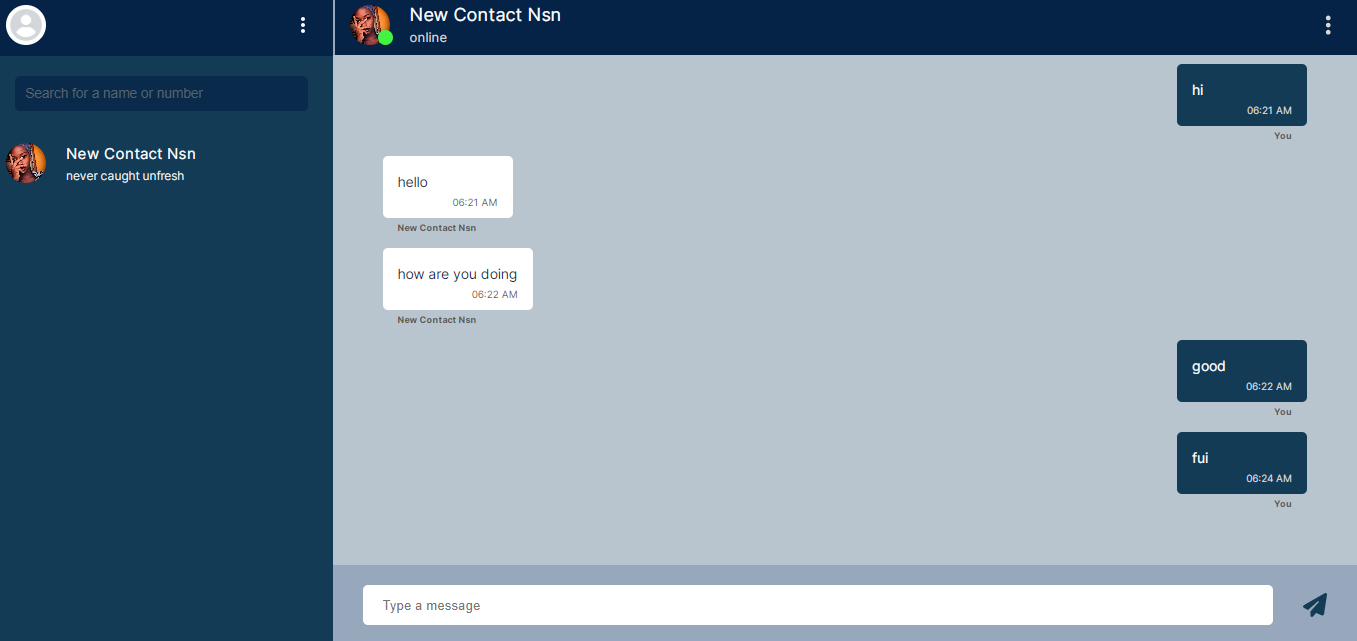 Search for a name or number
New Contact Nsn
never caught unfresh
New Contact Nsn
online
hi
06:21 AM
You
hello
06:21 AM
New Contact Nsn
how are you doing
06:22 AM
New Contact Nsn
good
06:22 AM
You
fui
06:24 AM
You
Type a message